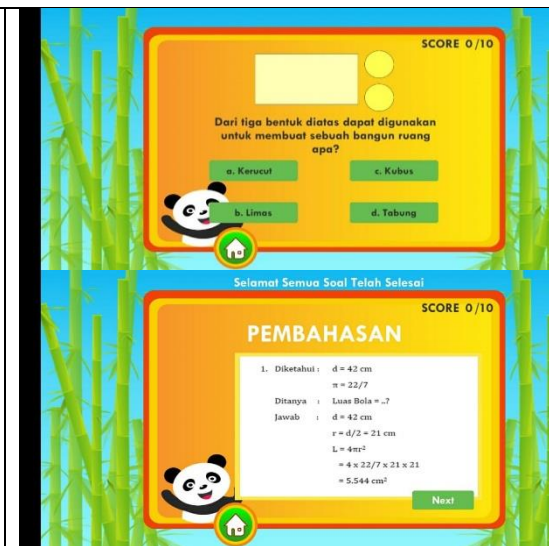 SCORE 0/10
Dari tiga bentuk diatas dapat digunakan
untuk membuat sebuah bangun ruang
apa?
a. Kerucut
c. Kubus
b. Limas
d. Tabung
Selamat Semua Soal Telah Selesai
SCORE 0/10
PEMBAHASAN
1. Diketahui : d = 42 cm
π = 22/7
Ditanya : Luas Bola = ..?
Jawab : d = 42 cm
r = d/2 = 21 cm
L = 4πr²
= 4 x 22/7 x 21 x 21
= 5.544 cm²
Next